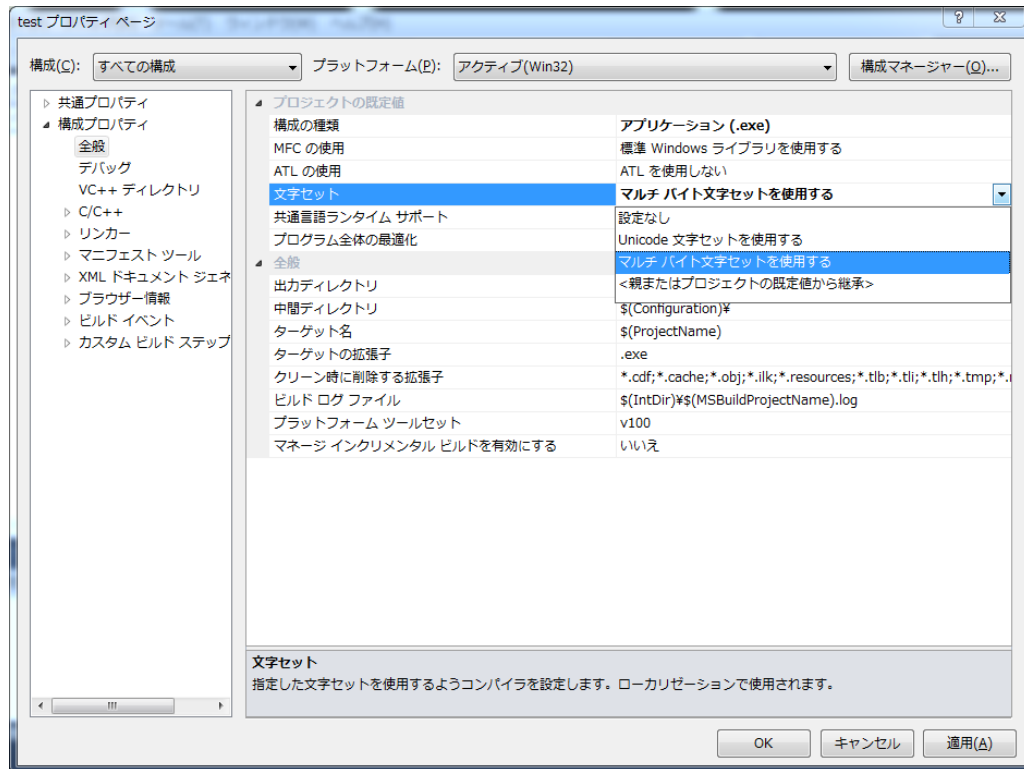 test プロパティ ページ
構成(C): すべての構成 プラットフォーム(P): アクティブ(Win32) 構成マネージャー(O)...
共通プロパティ
構成プロパティ
全般
デバッグ
VC++ ディレクトリ
C/C++
リンカー
マニフェスト ツール
XML ドキュメント ジェネ
ブラウザー情報
ビルド イベント
カスタム ビルド ステップ
プロジェクトの既定値
構成の種類 アプリケーション (.exe)
MFC の使用 標準 Windows ライブラリを使用する
ATL の使用 ATL を使用しない
文字セット マルチ バイト文字セットを使用する
共通言語ランタイム サポート 設定なし
プログラム全体の最適化 Unicode 文字セットを使用する
全般 マルチ バイト文字セットを使用する
出力ディレクトリ <親またはプロジェクトの既定値から継承>
中間ディレクトリ $(Configuration)¥
ターゲット名 $(ProjectName)
ターゲットの拡張子 .exe
クリーン時に削除する拡張子 *.cdf;*.cache;*.obj;*.ilk;*.resources;*.tlb;*.tli;*.tlh;*.tmp;*.
ビルド ログ ファイル $(IntDir)¥$(MSBuildProjectName).log
プラットフォーム ツールセット v100
マネージ インクリメンタル ビルドを有効にする いいえ
文字セット
指定した文字セットを使用するようコンパイラを設定します。ローカリゼーションで使用されます。
OK キャンセル 適用(A)